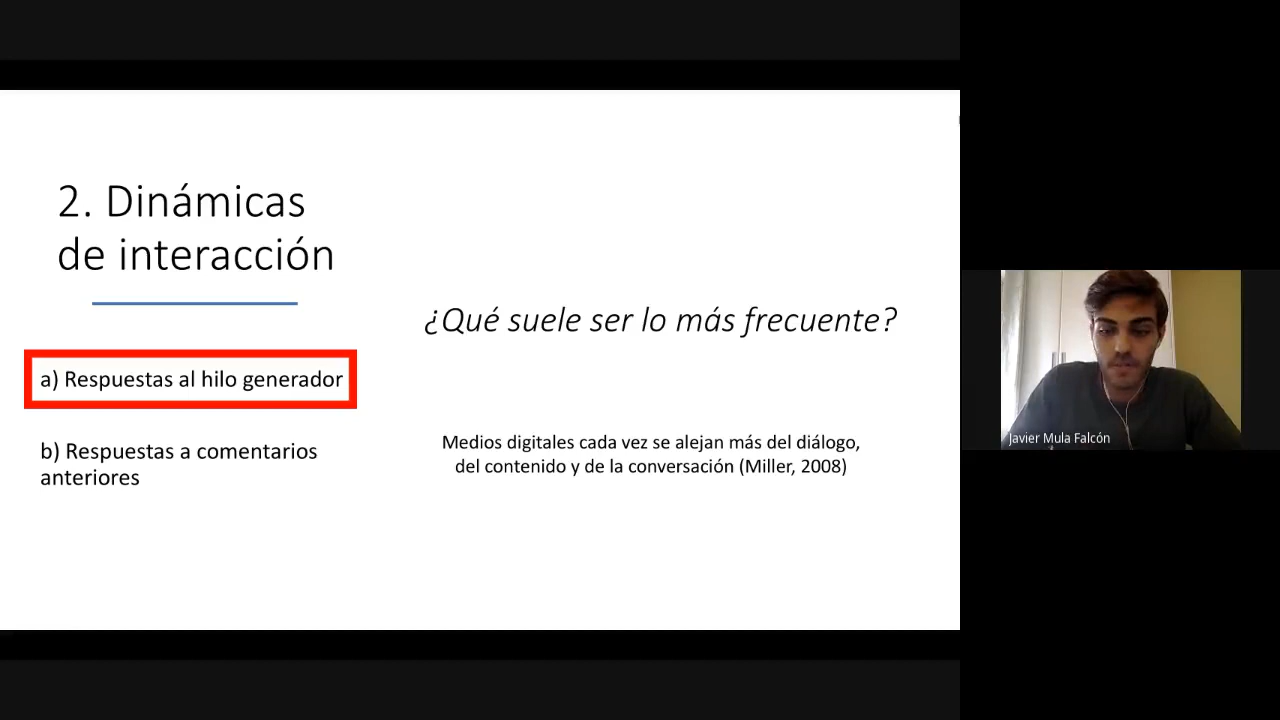 2. Dinámicas
de interacción
¿Qué suele ser lo más frecuente?
a) Respuestas al hilo generador
b) Respuestas a comentarios
anteriores
Medios digitales cada vez se alejan más del diálogo,
del contenido y de la conversación (Miller, 2008)
Javier Mula Falcón